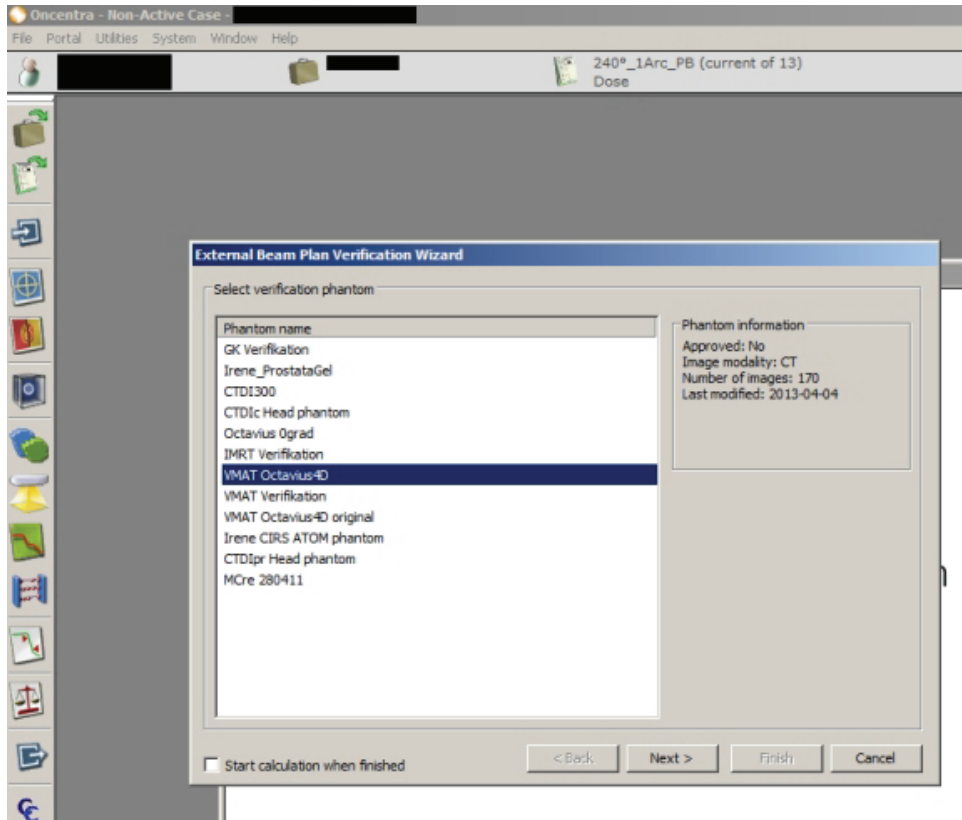 Oncentra - Non-Active Case -
File Portal Utilities System Window Help
240°_1Arc_PB (current of 13)
Dose
External Beam Plan Verification Wizard
Select verification phantom
Phantom name
GK Verifikation
Irene_ProstataGel
CTDI300
CTDIc Head phantom
Octavius 0grad
IMRT Verifikation
VMAT Octavius4D
VMAT Verifikation
VMAT Octavius4D original
Irene CIRS ATOM phantom
CTDIpr Head phantom
MCre 280411
Phantom information
Approved: No
Image modality: CT
Number of images: 170
Last modified: 2013-04-04
Start calculation when finished
< Back Next > Finish Cancel